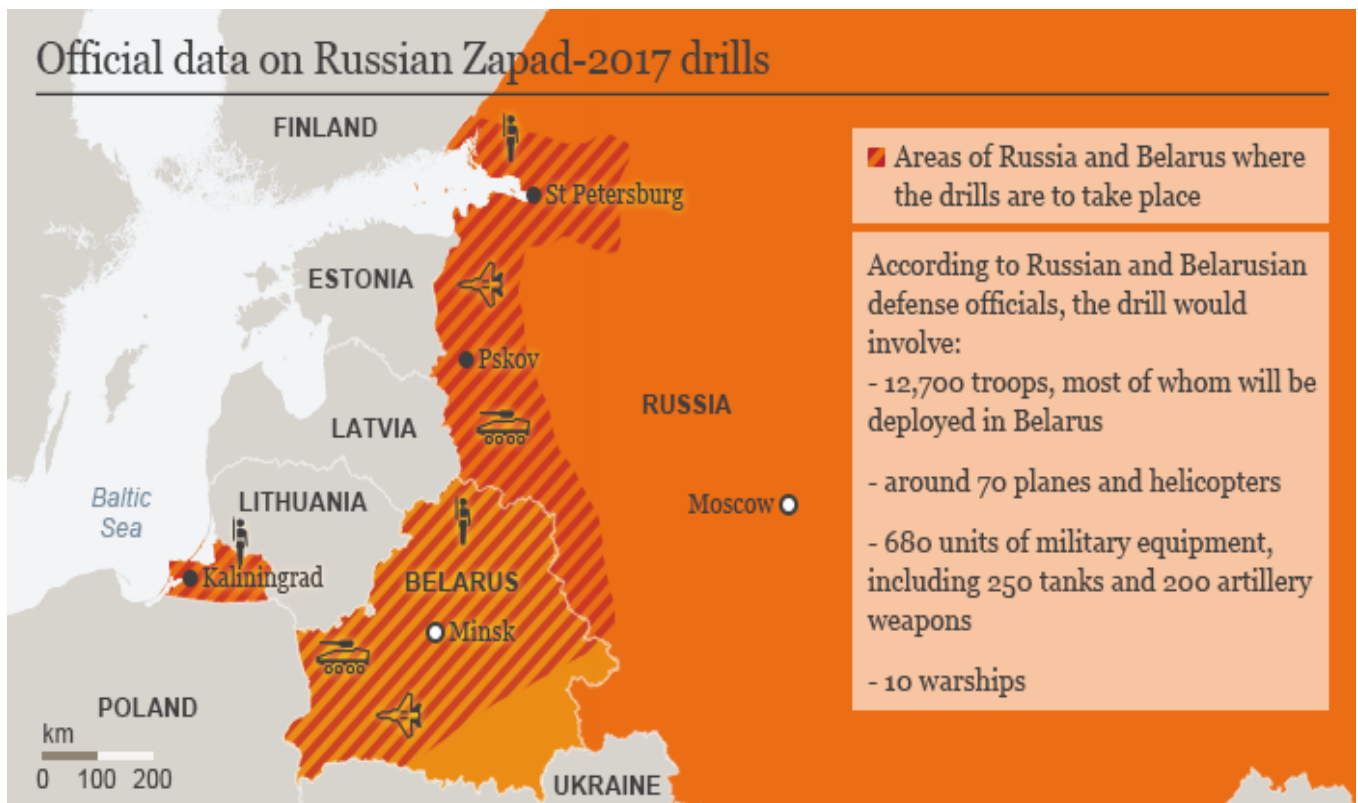 Official data on Russian Zapad-2017 drills
FINLAND
Areas of Russia and Belarus where
the drills are to take place
St Petersburg
According to Russian and Belarusian
defense officials, the drill would
involve:
- 12,700 troops, most of whom will be
deployed in Belarus
- around 70 planes and helicopters
- 680 units of military equipment,
including 250 tanks and 200 artillery
weapons
- 10 warships
ESTONIA
Pskov
RUSSIA
LATVIA
Baltic
Sea
LITHUANIA
Moscow
Kaliningrad
BELARUS
Minsk
POLAND
UKRAINE
km
0 100 200